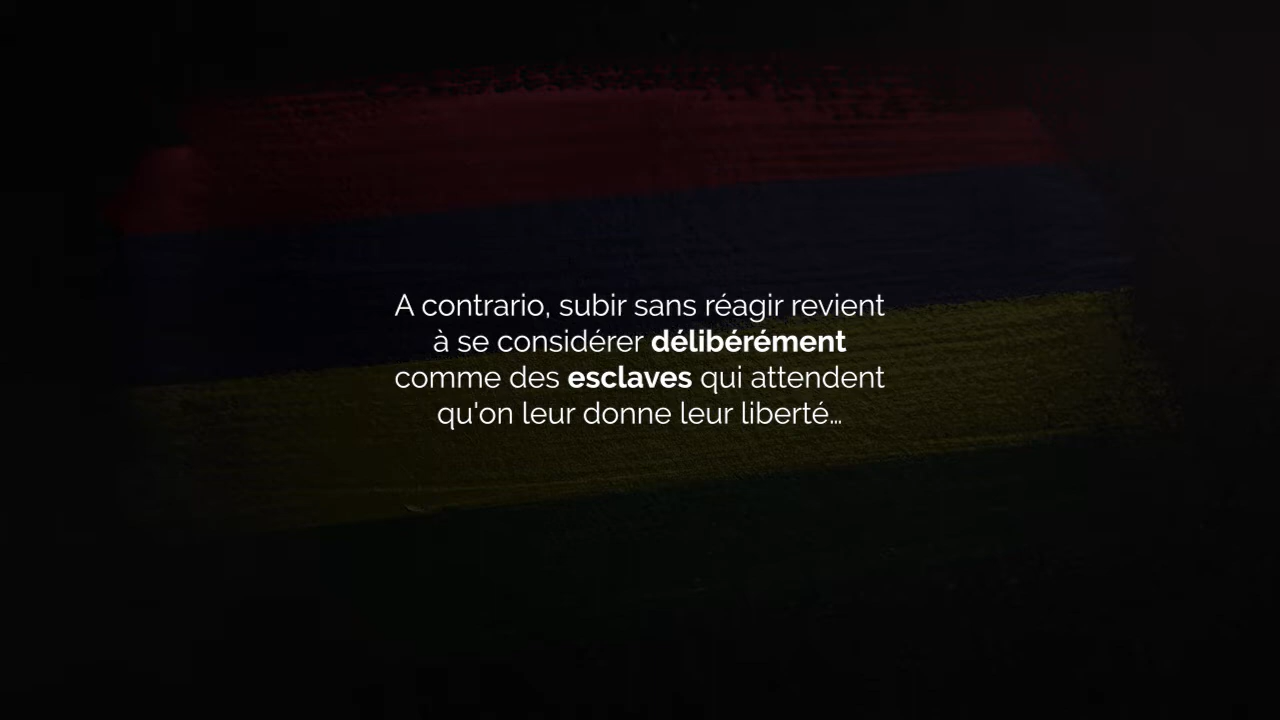 A contrario, subir sans réagir revient
à se considérer délibérément
comme des esclaves qui attendent
qu'on leur donne leur liberté…